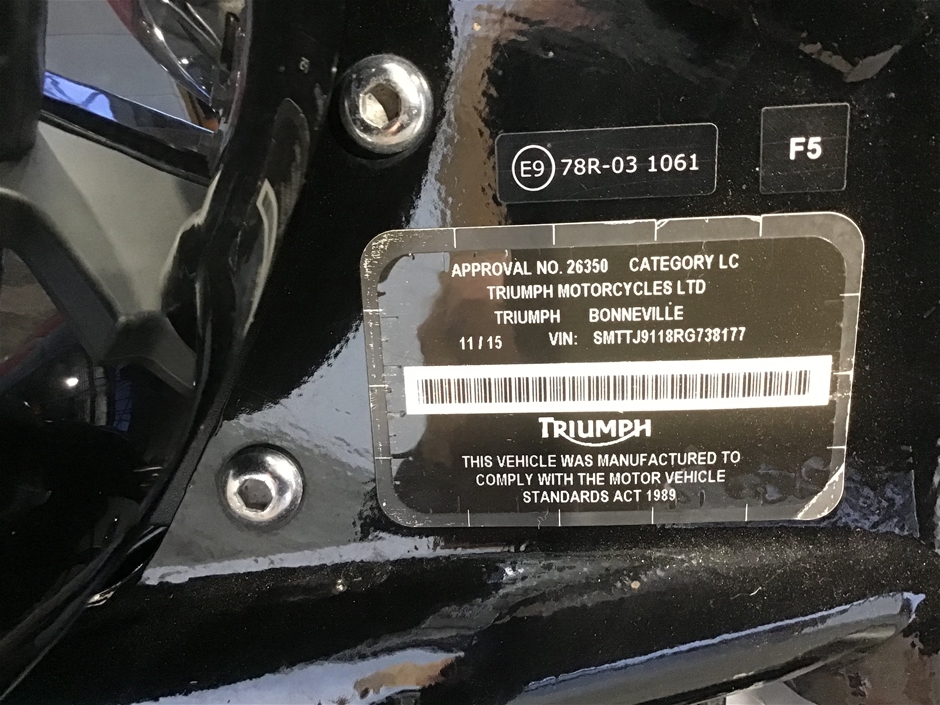 E9 78R-03 1061
F5
APPROVAL NO. 26350 CATEGORY LC
TRIUMPH MOTORCYCLES LTD
TRIUMPH BONNEVILLE
11/15 VIN: SMTTJ9118RG738177
TRIUMPH
THIS VEHICLE WAS MANUFACTURED TO
COMPLY WITH THE MOTOR VEHICLE
STANDARDS ACT 1989